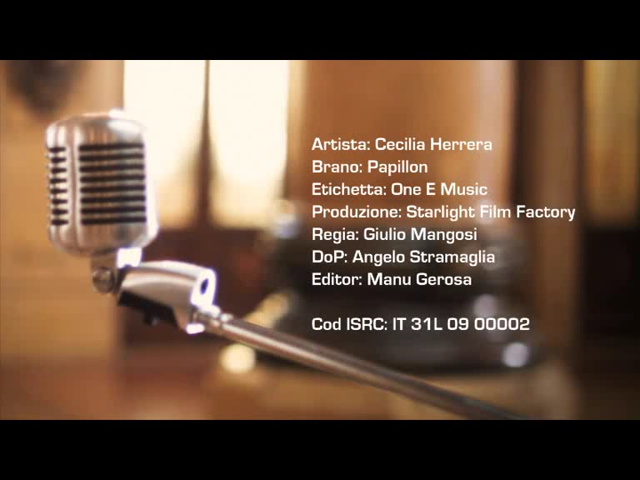 Artista: Cecilia Herrera
Brano: Papillon
Etichetta: One E Music
Produzione: Starlight Film Factory
Regia: Giulio Mangosi
DoP: Angelo Stramaglia
Editor: Manu Gerosa
Cod ISRC: IT 31L 09 00002